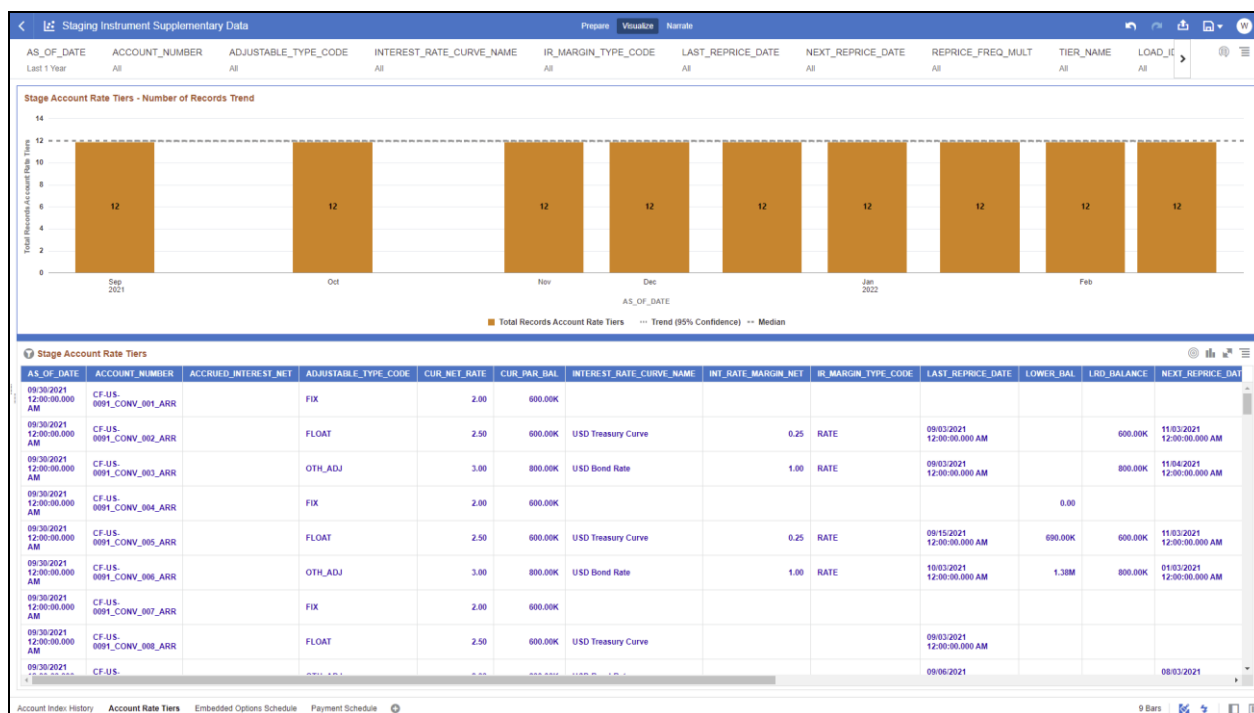 Staging Instrument Supplementary Data
Prepare Visualize Narrate
W
AS_OF_DATE ACCOUNT_NUMBER ADJUSTABLE_TYPE_CODE INTEREST_RATE_CURVE_NAME IR_MARGIN_TYPE_CODE LAST_REPRICE_DATE NEXT_REPRICE_DATE REPRICE_FREQ_MULT TIER_NAME LOAD_ID
Last 1 Year All All All All All All All All All
Stage Account Rate Tiers - Number of Records Trend
Total Records Account Rate Tiers
14
12
10
8
6
4
2
0
12 12 12 12 12 12 12 12 12
Sep Oct Nov Dec Jan Feb
2021 2022
AS_OF_DATE
Total Records Account Rate Tiers Trend (95% Confidence) Median
Stage Account Rate Tiers
AS_OF_DATE ACCOUNT_NUMBER ACCRUED_INTEREST_NET ADJUSTABLE_TYPE_CODE CUR_NET_RATE CUR_PAR_BAL INTEREST_RATE_CURVE_NAME INT_RATE_MARGIN_NET IR_MARGIN_TYPE_CODE LAST_REPRICE_DATE LOWER_BAL LRD_BALANCE NEXT_REPRICE_DAT
09/30/2021 12:00:00.000 AM CF-US-0091_CONV_001_ARR FIX 2.00 600.00K
09/30/2021 12:00:00.000 AM CF-US-0091_CONV_002_ARR FLOAT 2.50 600.00K USD Treasury Curve 0.25 RATE 09/03/2021 12:00:00.000 AM 600.00K 11/03/2021 12:00:00.000 AM
09/30/2021 12:00:00.000 AM CF-US-0091_CONV_003_ARR OTH_ADJ 3.00 800.00K USD Bond Rate 1.00 RATE 09/03/2021 12:00:00.000 AM 800.00K 11/04/2021 12:00:00.000 AM
09/30/2021 12:00:00.000 AM CF-US-0091_CONV_004_ARR FIX 2.00 600.00K 0.00
09/30/2021 12:00:00.000 AM CF-US-0091_CONV_005_ARR FLOAT 2.50 600.00K USD Treasury Curve 0.25 RATE 09/15/2021 12:00:00.000 AM 690.00K 600.00K 11/03/2021 12:00:00.000 AM
09/30/2021 12:00:00.000 AM CF-US-0091_CONV_006_ARR OTH_ADJ 3.00 800.00K USD Bond Rate 1.00 RATE 10/03/2021 12:00:00.000 AM 1.38M 800.00K 01/03/2021 12:00:00.000 AM
09/30/2021 12:00:00.000 AM CF-US-0091_CONV_007_ARR FIX 2.00 600.00K
09/30/2021 12:00:00.000 AM CF-US-0091_CONV_008_ARR FLOAT 2.50 600.00K USD Treasury Curve 09/03/2021 12:00:00.000 AM
09/30/2021 CF-US- 09/06/2021 08/03/2021
Account Index History Account Rate Tiers Embedded Options Schedule Payment Schedule 9 Bars